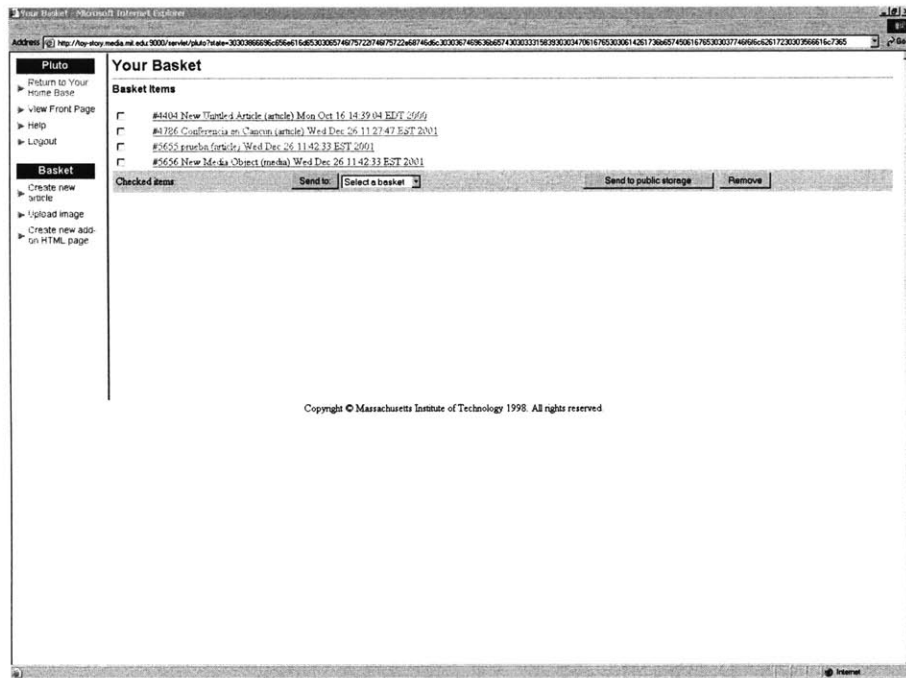 Your Basket - Microsoft Internet Explorer
Address
Pluto
Return to Your
Home Base
View Front Page
Help
Logout
Basket
Create new
article
Upload image
Create new add-
on HTML page
Your Basket
Basket Items
#4404 New Untitled Article (article) Mon Oct 16 14:39:04 EDT 2000
#4786 Conferencia en Cancun (article) Wed Dec 26 11:27:47 EST 2001
#5655 prueba (article) Wed Dec 26 11:42:33 EST 2001
#5656 New Media Object (media) Wed Dec 26 11:42:33 EST 2001
Checked items: Send to: Select a basket Send to public storage Remove
Copyright © Massachusetts Institute of Technology 1998. All rights reserved.
Internet